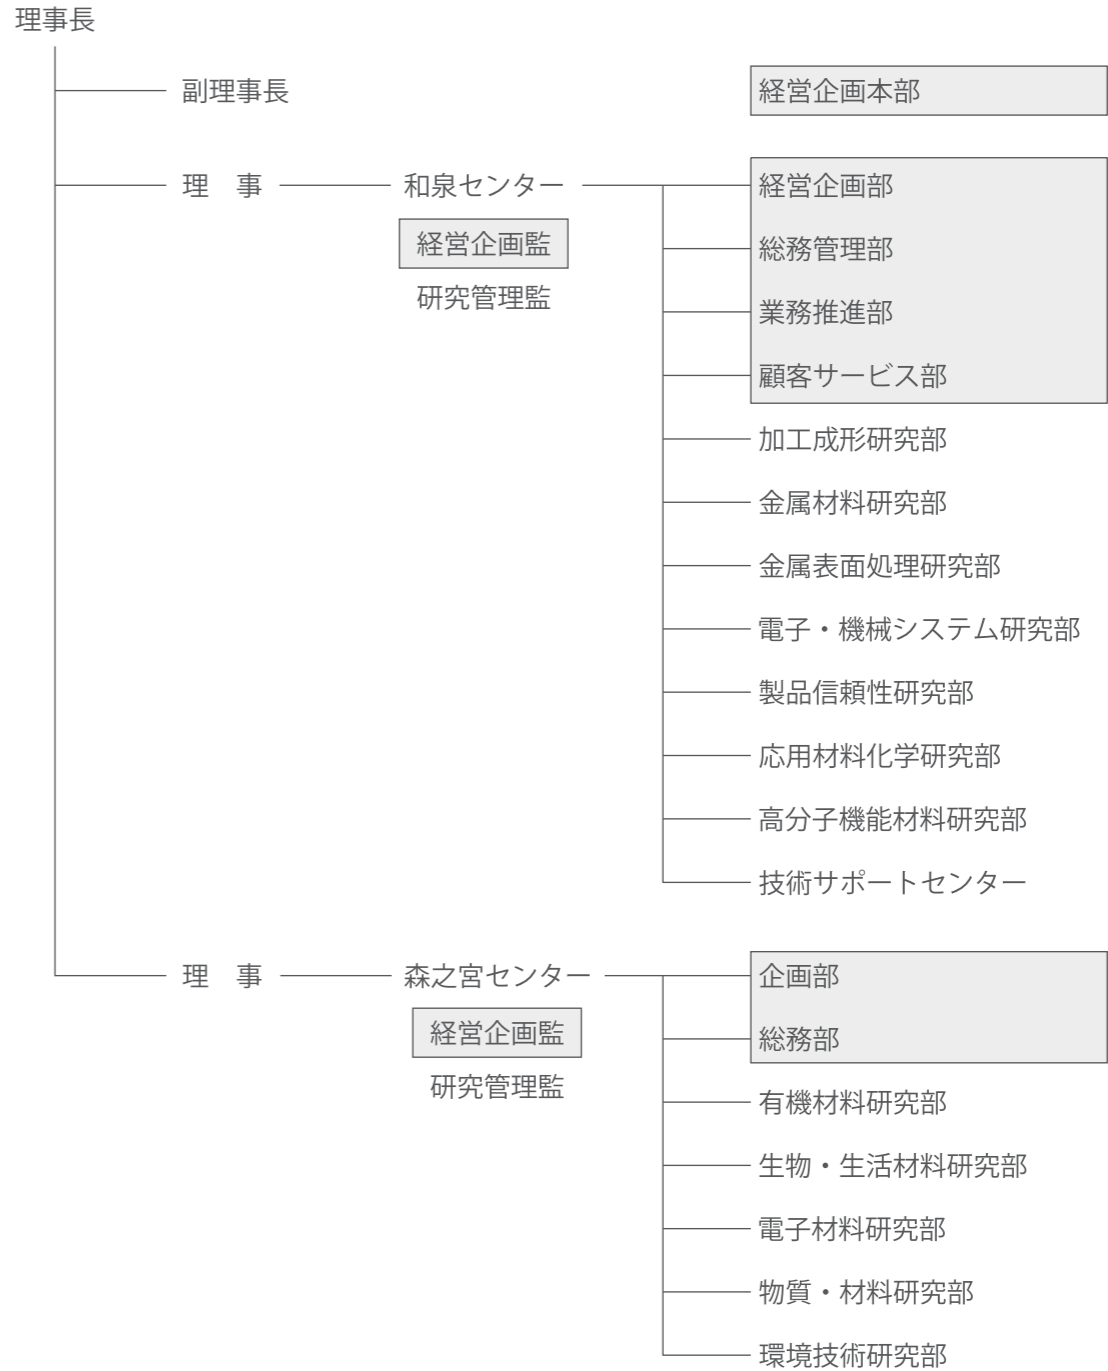 理事長
副理事長
経営企画本部
理　事
和泉センター
経営企画監
研究管理監
経営企画部
総務管理部
業務推進部
顧客サービス部
加工成形研究部
金属材料研究部
金属表面処理研究部
電子・機械システム研究部
製品信頼性研究部
応用材料化学研究部
高分子機能材料研究部
技術サポートセンター
理　事
森之宮センター
経営企画監
研究管理監
企画部
総務部
有機材料研究部
生物・生活材料研究部
電子材料研究部
物質・材料研究部
環境技術研究部